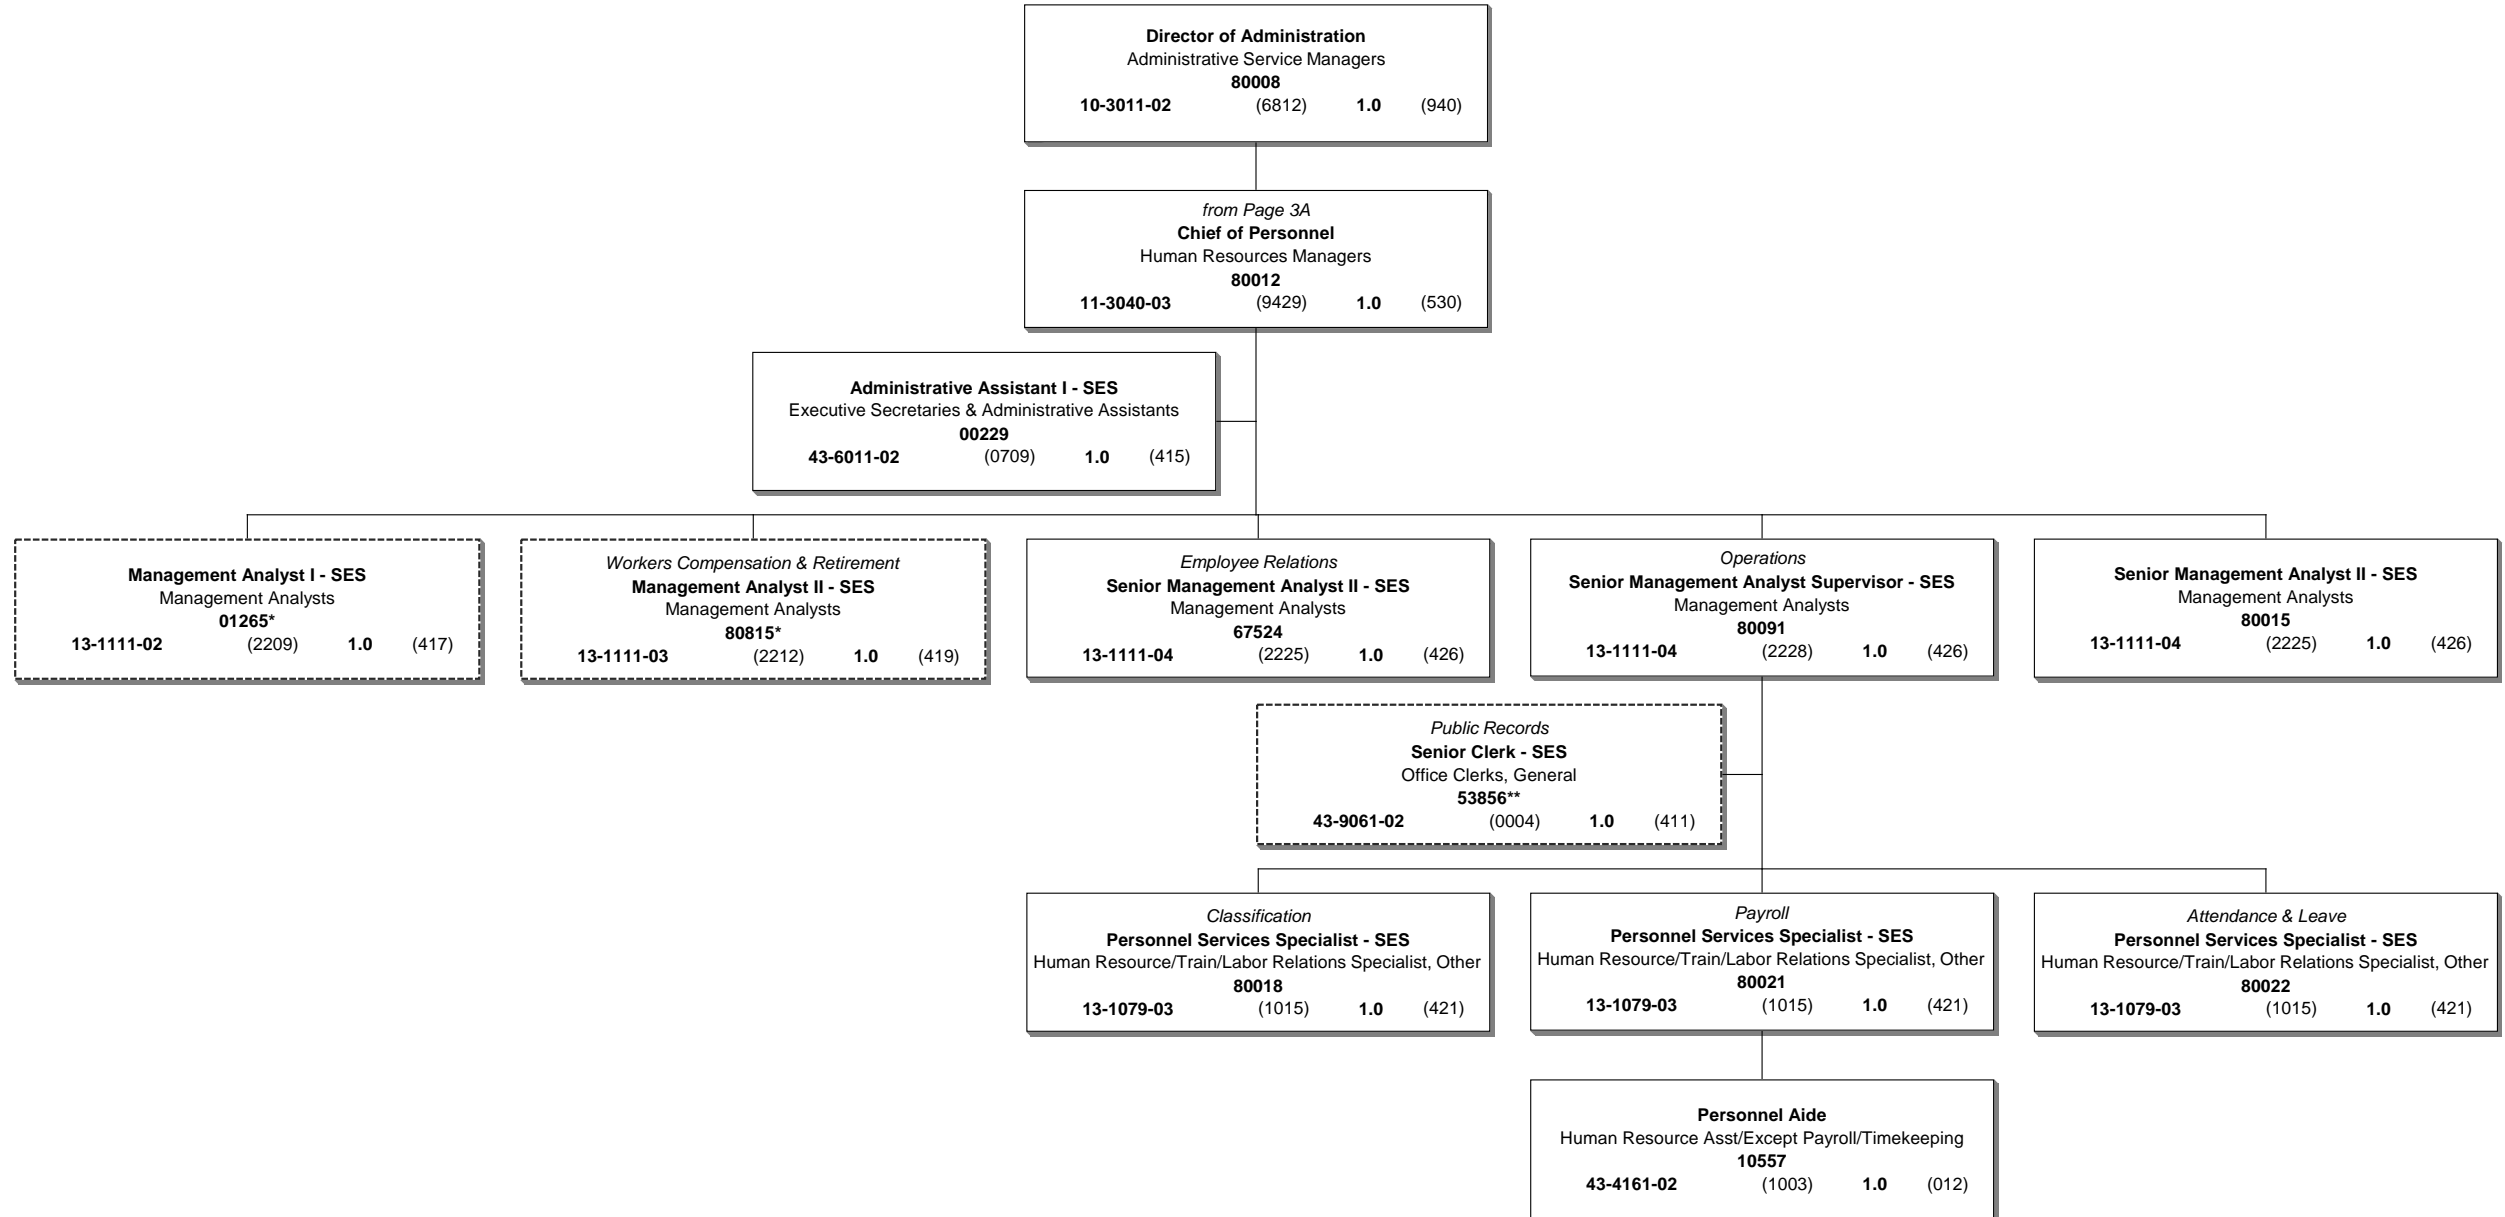 Director of Administration
Administrative Service Managers
80008
10-3011-02 (6812) 1.0 (940)
from Page 3A
Chief of Personnel
Human Resources Managers
80012
11-3040-03 (9429) 1.0 (530)
Administrative Assistant I - SES
Executive Secretaries & Administrative Assistants
00229
43-6011-02 (0709) 1.0 (415)
Management Analyst I - SES
Management Analysts
01265*
13-1111-02 (2209) 1.0 (417)
Workers Compensation & Retirement
Management Analyst II - SES
Management Analysts
80815*
13-1111-03 (2212) 1.0 (419)
Employee Relations
Senior Management Analyst II - SES
Management Analysts
67524
13-1111-04 (2225) 1.0 (426)
Operations
Senior Management Analyst Supervisor - SES
Management Analysts
80091
13-1111-04 (2228) 1.0 (426)
Senior Management Analyst II - SES
Management Analysts
80015
13-1111-04 (2225) 1.0 (426)
Public Records
Senior Clerk - SES
Office Clerks, General
53856**
43-9061-02 (0004) 1.0 (411)
Classification
Personnel Services Specialist - SES
Human Resource/Train/Labor Relations Specialist, Other
80018
13-1079-03 (1015) 1.0 (421)
Payroll
Personnel Services Specialist - SES
Human Resource/Train/Labor Relations Specialist, Other
80021
13-1079-03 (1015) 1.0 (421)
Attendance & Leave
Personnel Services Specialist - SES
Human Resource/Train/Labor Relations Specialist, Other
80022
13-1079-03 (1015) 1.0 (421)
Personnel Aide
Human Resource Asst/Except Payroll/Timekeeping
10557
43-4161-02 (1003) 1.0 (012)